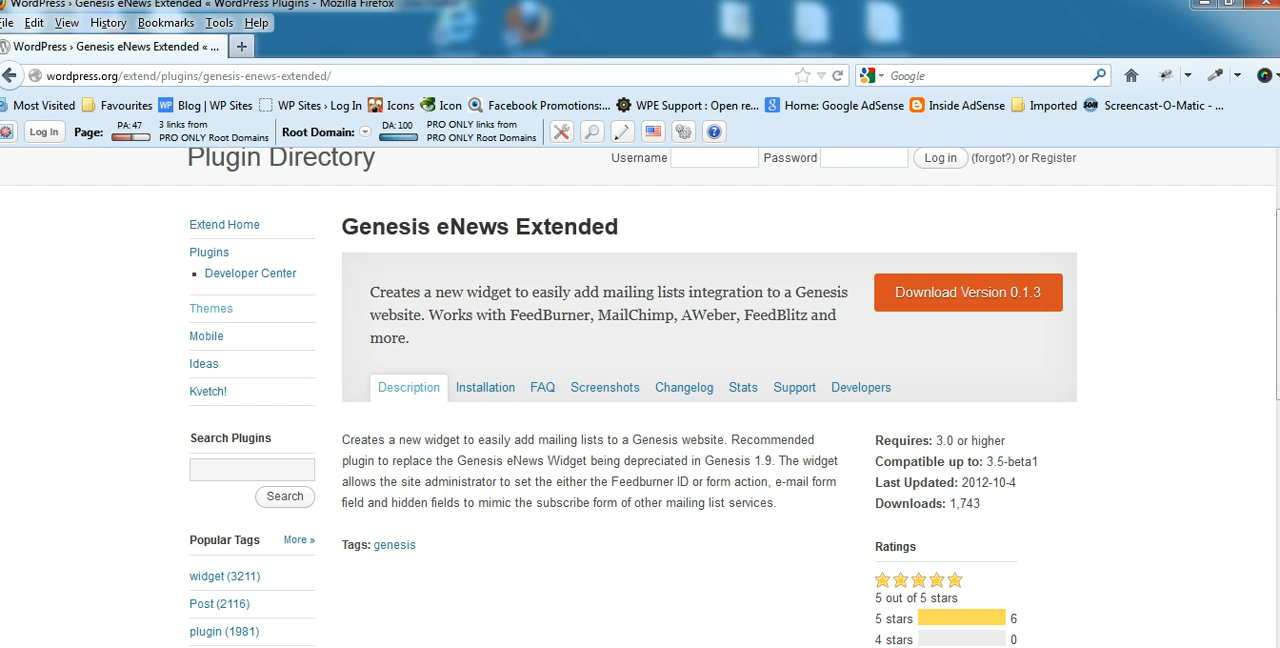 WordPress › Genesis eNews Extended « WordPress Plugins - Mozilla Firefox
ile Edit View History Bookmarks Tools Help
WordPress › Genesis eNews Extended « ... +
wordpress.org/extend/plugins/genesis-enews-extended/ Google
Most Visited Favourites Blog | WP Sites WP Sites › Log In Icons Icon Facebook Promotions:... WPE Support : Open re... Home: Google AdSense Inside AdSense Imported Screencast-O-Matic - ...
Log In Page: PA: 47 3 links from Root Domain: DA: 100 PRO ONLY links from
PRO ONLY Root Domains PRO ONLY Root Domains
Plugin Directory Username Password Log in (forgot?) or Register
Extend Home
Plugins
Developer Center
Themes
Mobile
Ideas
Kvetch!
Search Plugins
Search
Popular Tags More »
widget (3211)
Post (2116)
plugin (1981)
Genesis eNews Extended
Creates a new widget to easily add mailing lists integration to a Genesis
website. Works with FeedBurner, MailChimp, AWeber, FeedBlitz and
more.
Download Version 0.1.3
Description Installation FAQ Screenshots Changelog Stats Support Developers
Creates a new widget to easily add mailing lists to a Genesis website. Recommended
plugin to replace the Genesis eNews Widget being depreciated in Genesis 1.9. The widget
allows the site administrator to set the either the Feedburner ID or form action, e-mail form
field and hidden fields to mimic the subscribe form of other mailing list services.
Tags: genesis
Requires: 3.0 or higher
Compatible up to: 3.5-beta1
Last Updated: 2012-10-4
Downloads: 1,743
Ratings
5 out of 5 stars
5 stars 6
4 stars 0